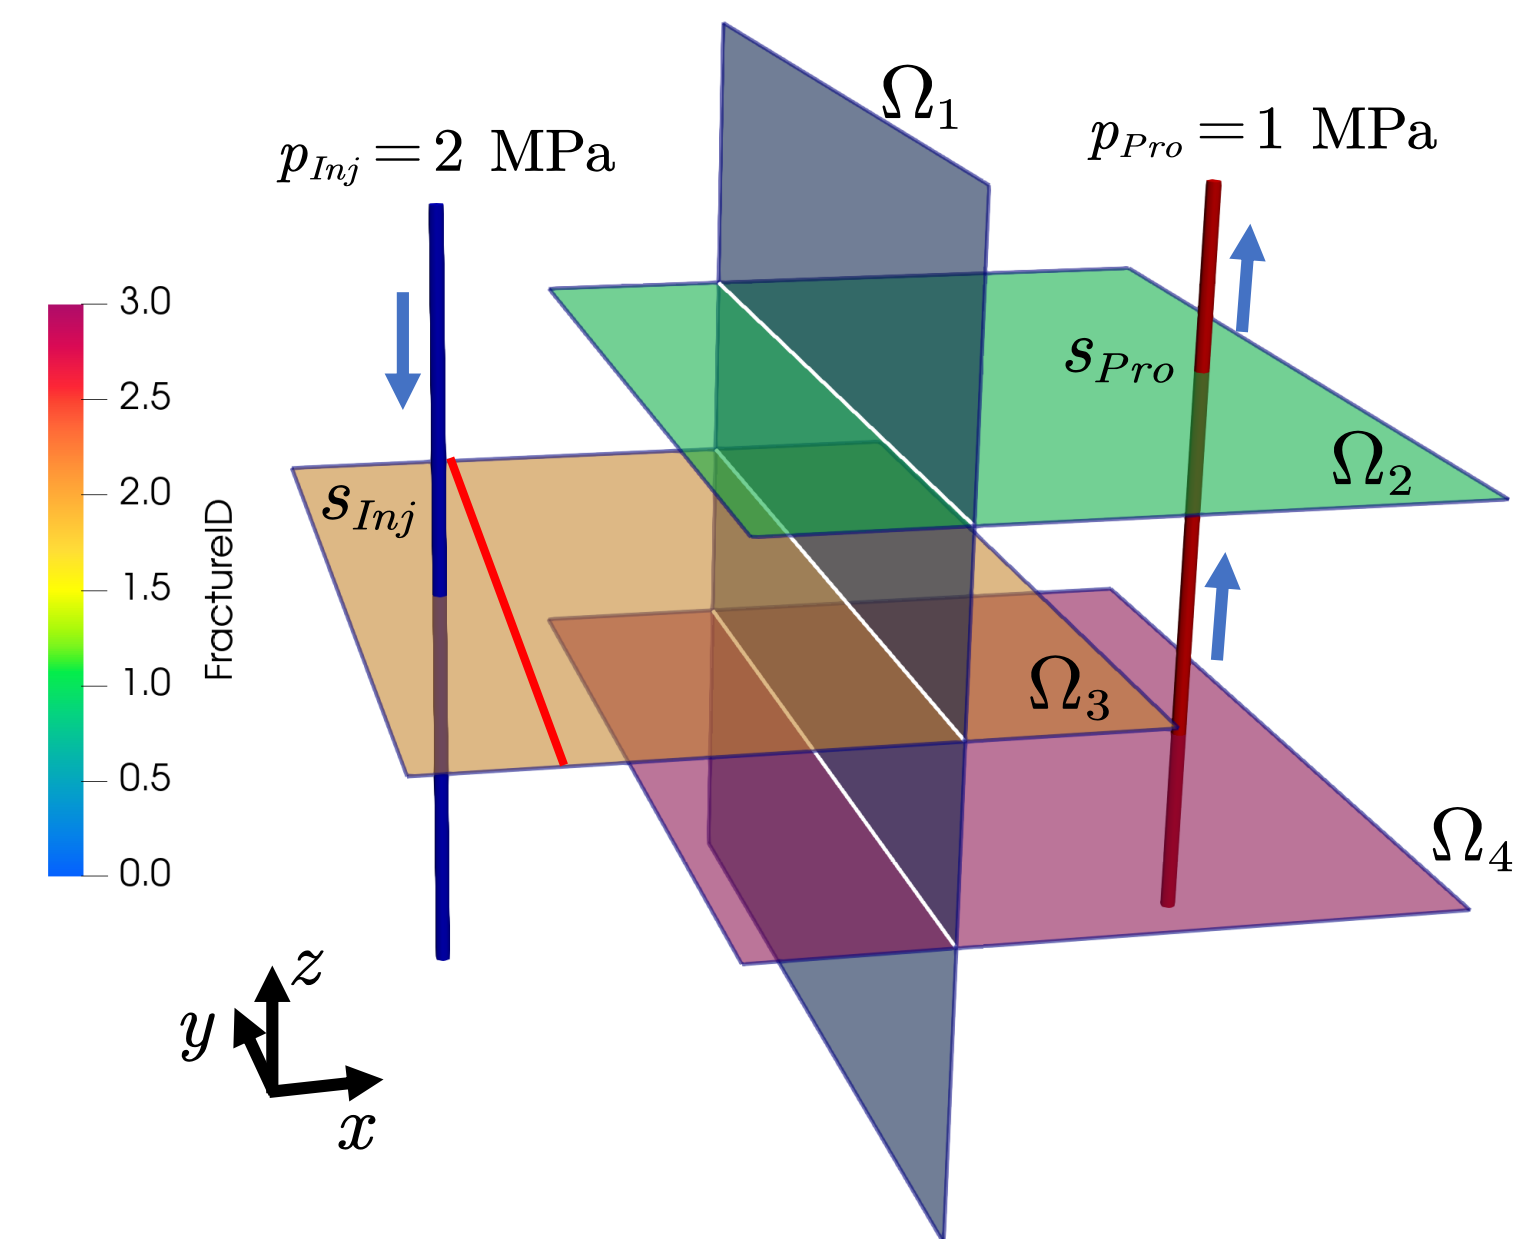 Ω₁
p_Inj = 2 MPa
p_Pro = 1 MPa
3.0
2.5
2.0
1.5
1.0
0.5
0.0
FractureID
s_Pro
Ω₂
s_Inj
Ω₃
Ω₄
z
y
x